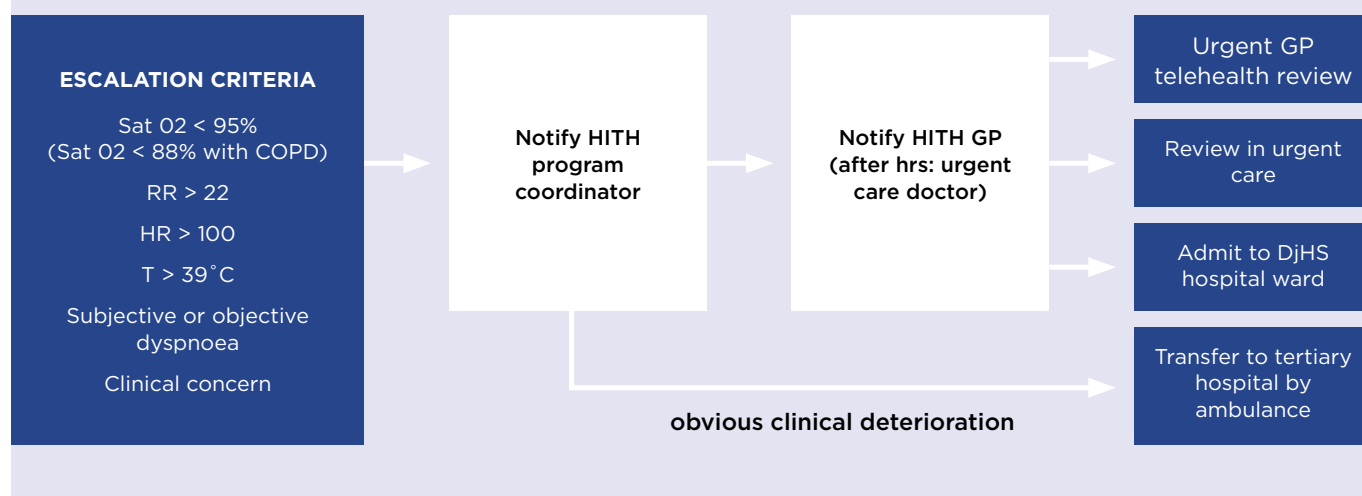 ESCALATION CRITERIA
Sat 02 < 95%
(Sat 02 < 88% with COPD)
RR > 22
HR > 100
T > 39˚C
Subjective or objective
dyspnoea
Clinical concern
Notify HITH
program
coordinator
Notify HITH GP
(after hrs: urgent
care doctor)
Urgent GP
telehealth review
Review in urgent
care
Admit to DjHS
hospital ward
Transfer to tertiary
hospital by
ambulance
obvious clinical deterioration